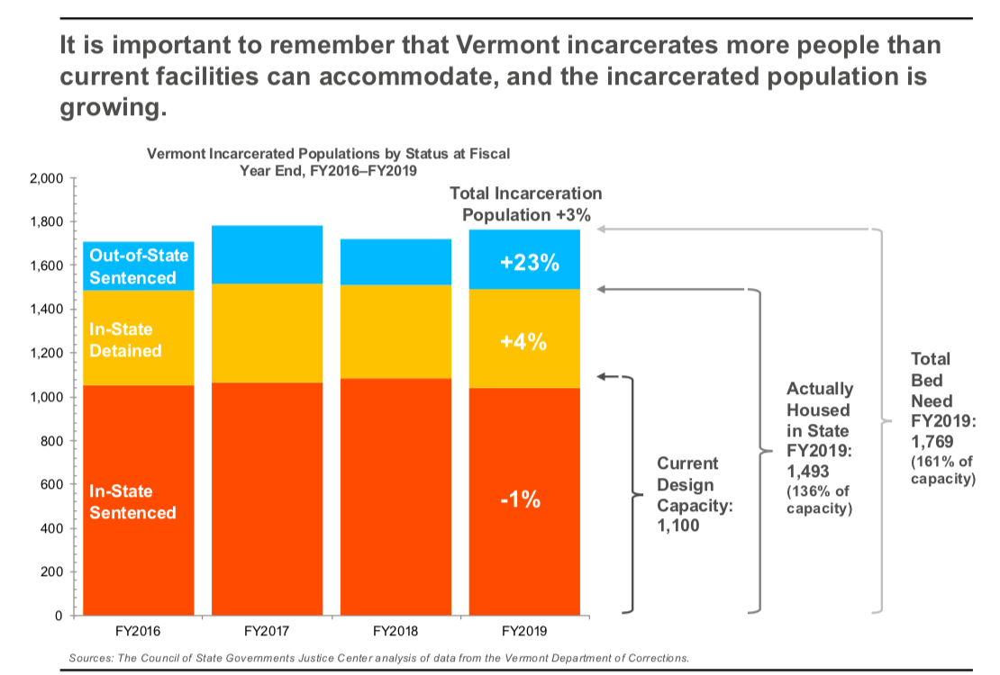 It is important to remember that Vermont incarcerates more people than
current facilities can accommodate, and the incarcerated population is
growing.
Vermont Incarcerated Populations by Status at Fiscal
Year End, FY2016–FY2019
2,000
1,800
1,600
1,400
1,200
1,000
800
600
400
200
0
Out-of-State
Sentenced
In-State
Detained
In-State
Sentenced
Total Incarceration
Population +3%
+23%
+4%
-1%
FY2016
FY2017
FY2018
FY2019
Current
Design
Capacity:
1,100
Actually
Housed
in State
FY2019:
1,493
(136% of
capacity)
Total
Bed
Need
FY2019:
1,769
(161% of
capacity)
Sources: The Council of State Governments Justice Center analysis of data from the Vermont Department of Corrections.